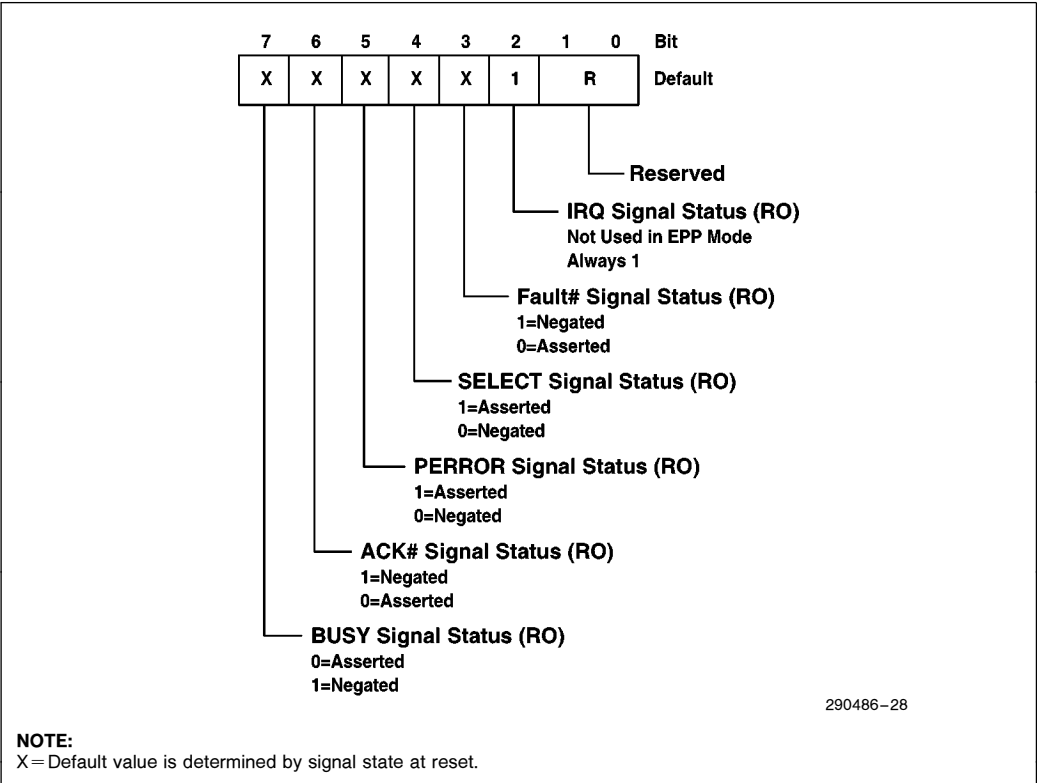 7 6 5 4 3 2 1 0 Bit
X X X X X 1 R Default
Reserved
IRQ Signal Status (RO)
Not Used in EPP Mode
Always 1
Fault# Signal Status (RO)
1=Negated
0=Asserted
SELECT Signal Status (RO)
1=Asserted
0=Negated
PERROR Signal Status (RO)
1=Asserted
0=Negated
ACK# Signal Status (RO)
1=Negated
0=Asserted
BUSY Signal Status (RO)
0=Asserted
1=Negated
290486–28
NOTE:
X=Default value is determined by signal state at reset.